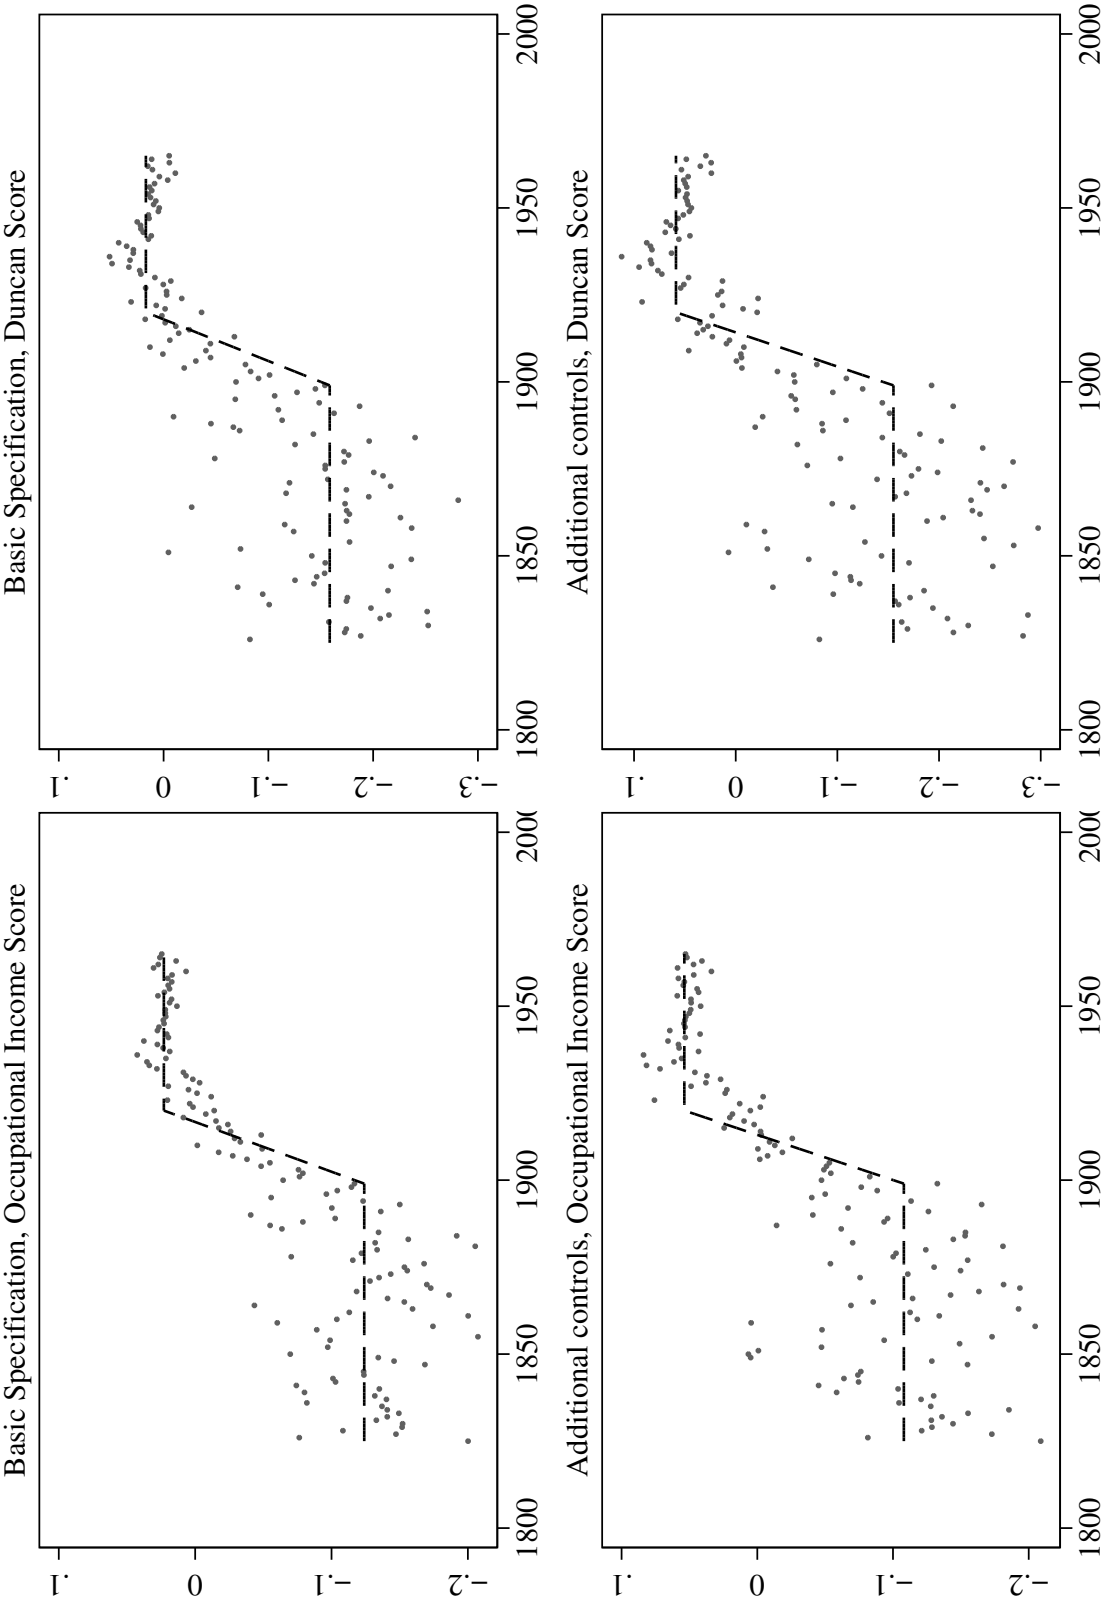 Basic Specification, Occupational Income Score
.1
0
-.1
-.2
1800 1850 1900 1950 2000
Basic Specification, Duncan Score
.1
0
-.1
-.2
-.3
1800 1850 1900 1950 2000
Additional controls, Occupational Income Score
.1
0
-.1
-.2
1800 1850 1900 1950 2000
Additional controls, Duncan Score
.1
0
-.1
-.2
-.3
1800 1850 1900 1950 2000